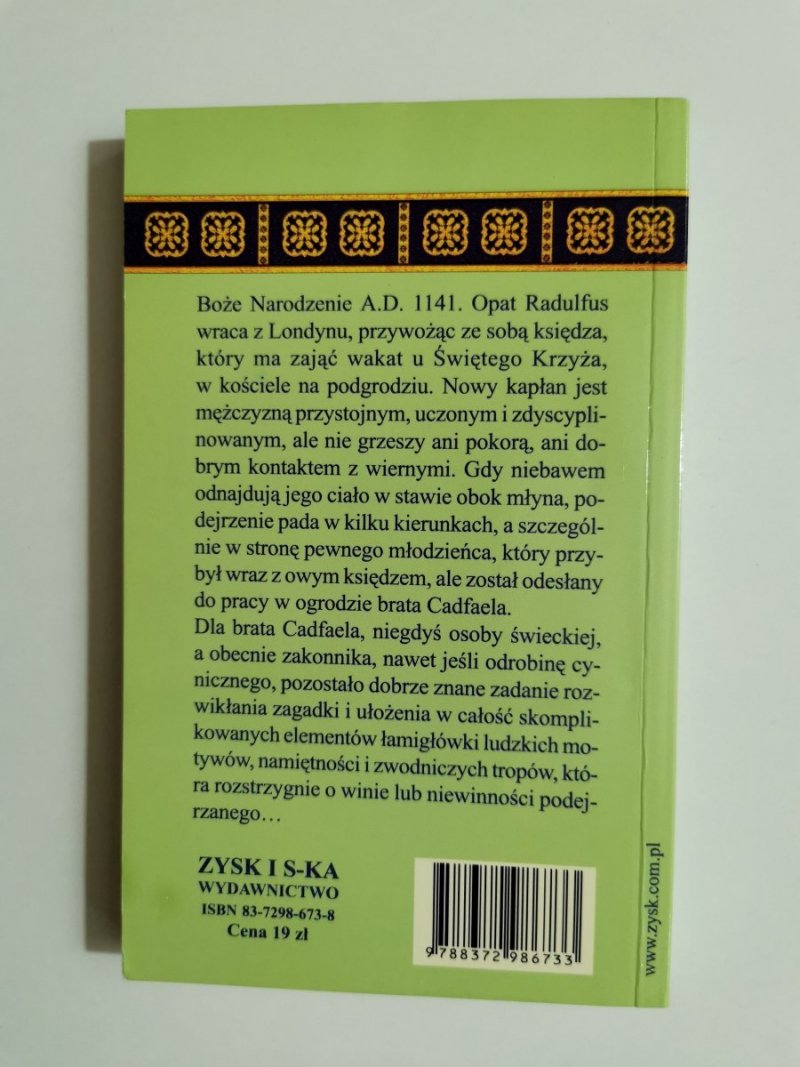 Boże Narodzenie A.D. 1141. Opat Radulfus
wraca z Londynu, przywożąc ze sobą księdza,
który ma zająć wakat u Świętego Krzyża,
w kościele na podgrodziu. Nowy kapłan jest
mężczyzną przystojnym, uczonym i zdyscypli-
nowanym, ale nie grzeszy ani pokorą, ani do-
brym kontaktem z wiernymi. Gdy niebawem
odnajdują jego ciało w stawie obok młyna, po-
dejrzenie pada w kilku kierunkach, a szczegól-
nie w stronę pewnego młodzieńca, który przy-
był wraz z owym księdzem, ale został odesłany
do pracy w ogrodzie brata Cadfaela.
Dla brata Cadfaela, niegdyś osoby świeckiej,
a obecnie zakonnika, nawet jeśli odrobinę cy-
nicznego, pozostało dobrze znane zadanie roz-
wikłania zagadki i ułożenia w całość skompli-
kowanych elementów łamigłówki ludzkich mo-
tywów, namiętności i zwodniczych tropów, któ-
ra rozstrzygnie o winie lub niewinności podej-
rzanego…
ZYSK I S-KA
WYDAWNICTWO
ISBN 83-7298-673-8
Cena 19 zł
9 788372 986733
www.zysk.com.pl